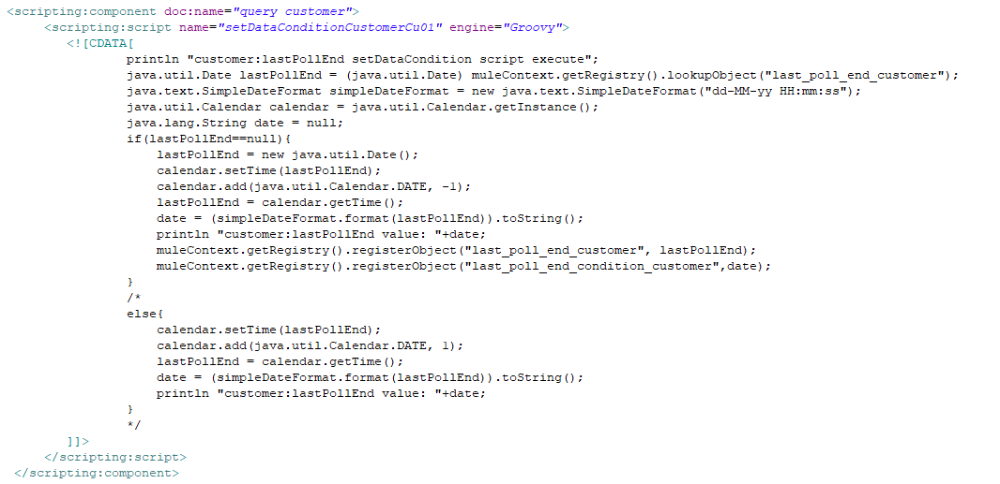 <scripting:component doc:name="query customer">
<scripting:script name="setDataConditionCustomerCu01" engine="Groovy">
<![CDATA[
println "customer:lastPollEnd setDataCondition script execute";
java.util.Date lastPollEnd = (java.util.Date) muleContext.getRegistry().lookupObject("last_poll_end_customer");
java.text.SimpleDateFormat simpleDateFormat = new java.text.SimpleDateFormat("dd-MM-yy HH:mm:ss");
java.util.Calendar calendar = java.util.Calendar.getInstance();
java.lang.String date = null;
if(lastPollEnd==null){
lastPollEnd = new java.util.Date();
calendar.setTime(lastPollEnd);
calendar.add(java.util.Calendar.DATE, -1);
lastPollEnd = calendar.getTime();
date = (simpleDateFormat.format(lastPollEnd)).toString();
println "customer:lastPollEnd value: "+date;
muleContext.getRegistry().registerObject("last_poll_end_customer", lastPollEnd);
muleContext.getRegistry().registerObject("last_poll_end_condition_customer",date);
}
/*
else{
calendar.setTime(lastPollEnd);
calendar.add(java.util.Calendar.DATE, 1);
lastPollEnd = calendar.getTime();
date = (simpleDateFormat.format(lastPollEnd)).toString();
println "customer:lastPollEnd value: "+date;
}
*/
]]>
</scripting:script>
</scripting:component>